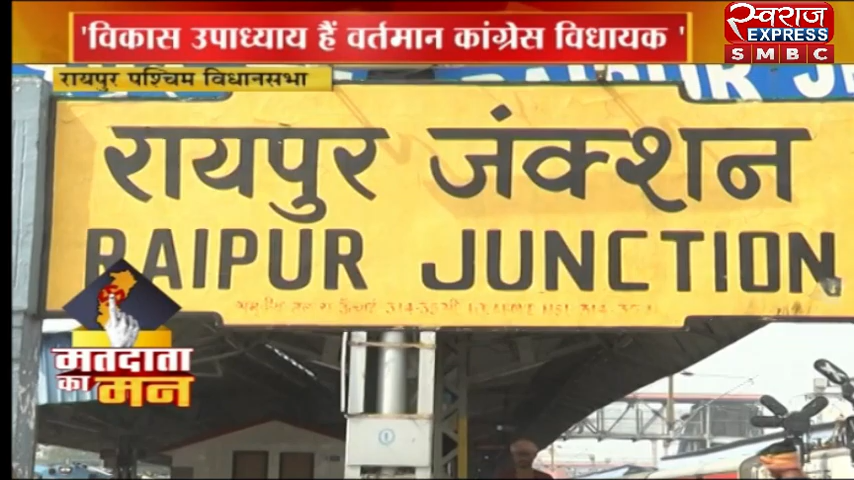 'विकास उपाध्याय हैं वर्तमान कांग्रेस विधायक '
स्वराज
EXPRESS
SMBC
रायपुर पश्चिम विधानसभा
रायपुर जंक्शन
RAIPUR JUNCTION
मतदाता
का मन